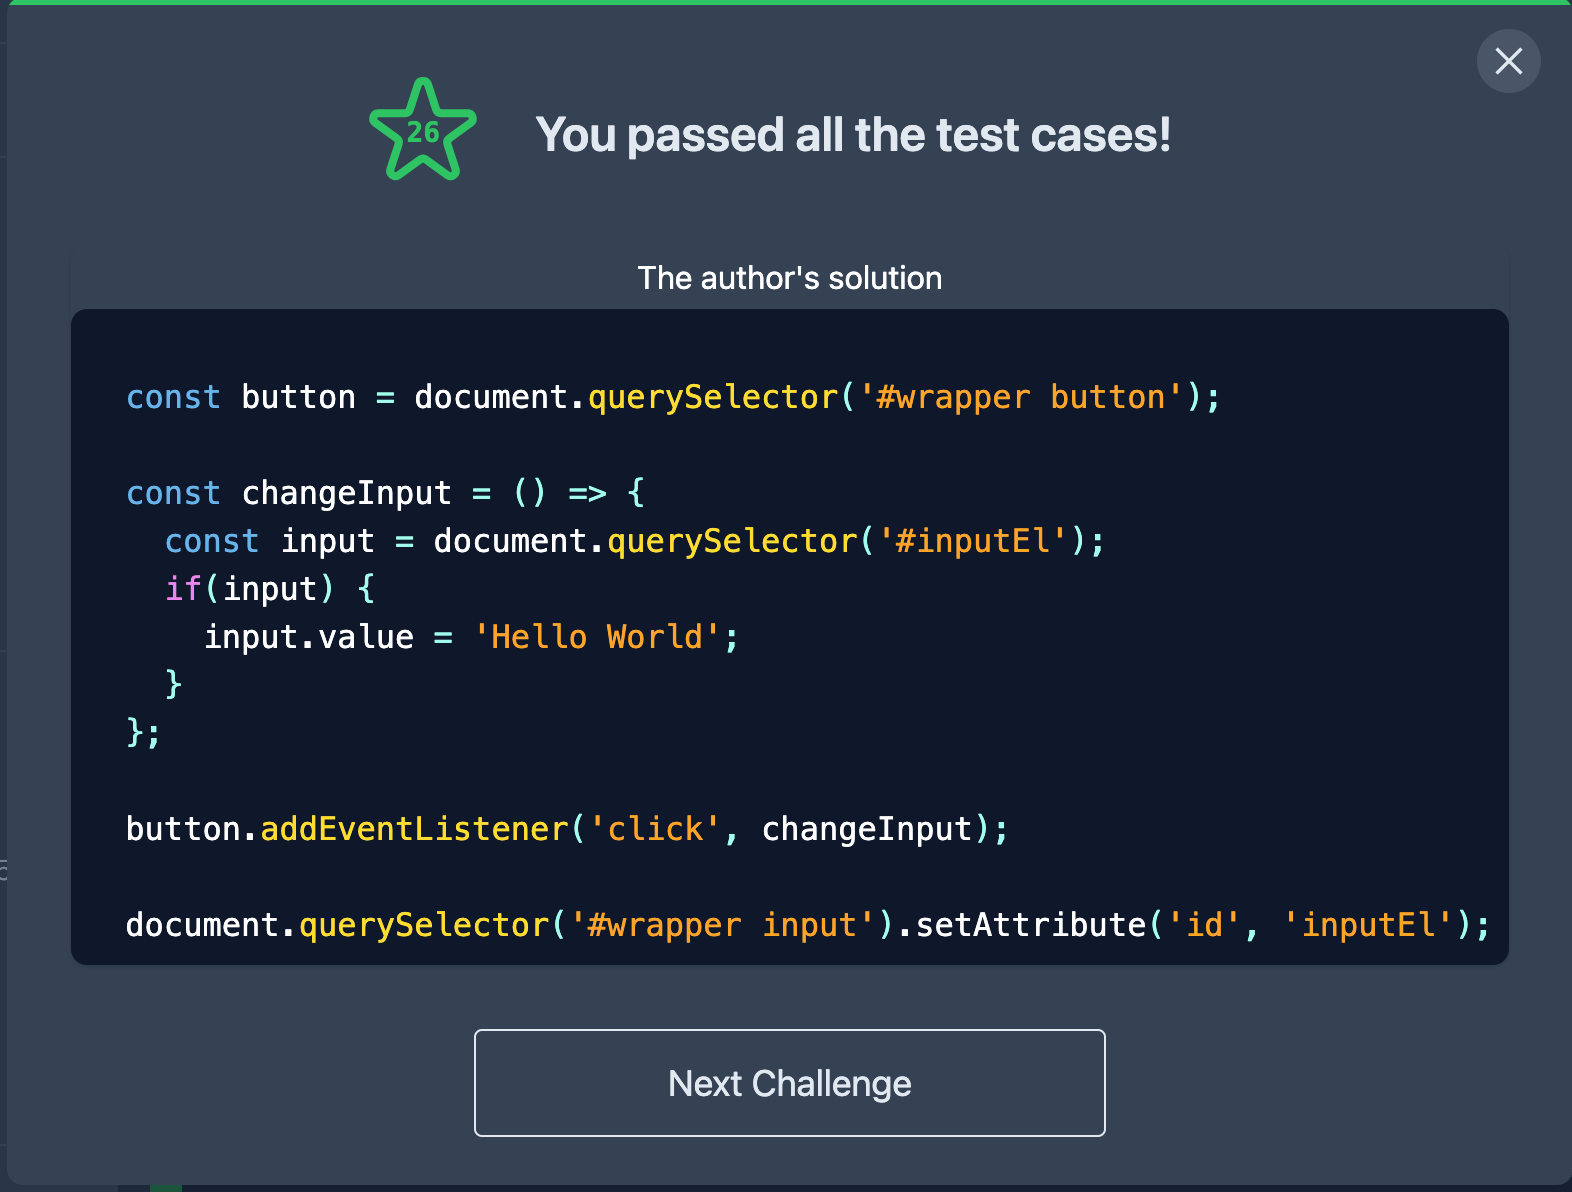 26
You passed all the test cases!
The author's solution
const button = document.querySelector('#wrapper button');
const changeInput = () => {
  const input = document.querySelector('#inputEl');
  if(input) {
    input.value = 'Hello World';
  }
};
button.addEventListener('click', changeInput);
document.querySelector('#wrapper input').setAttribute('id', 'inputEl');
Next Challenge